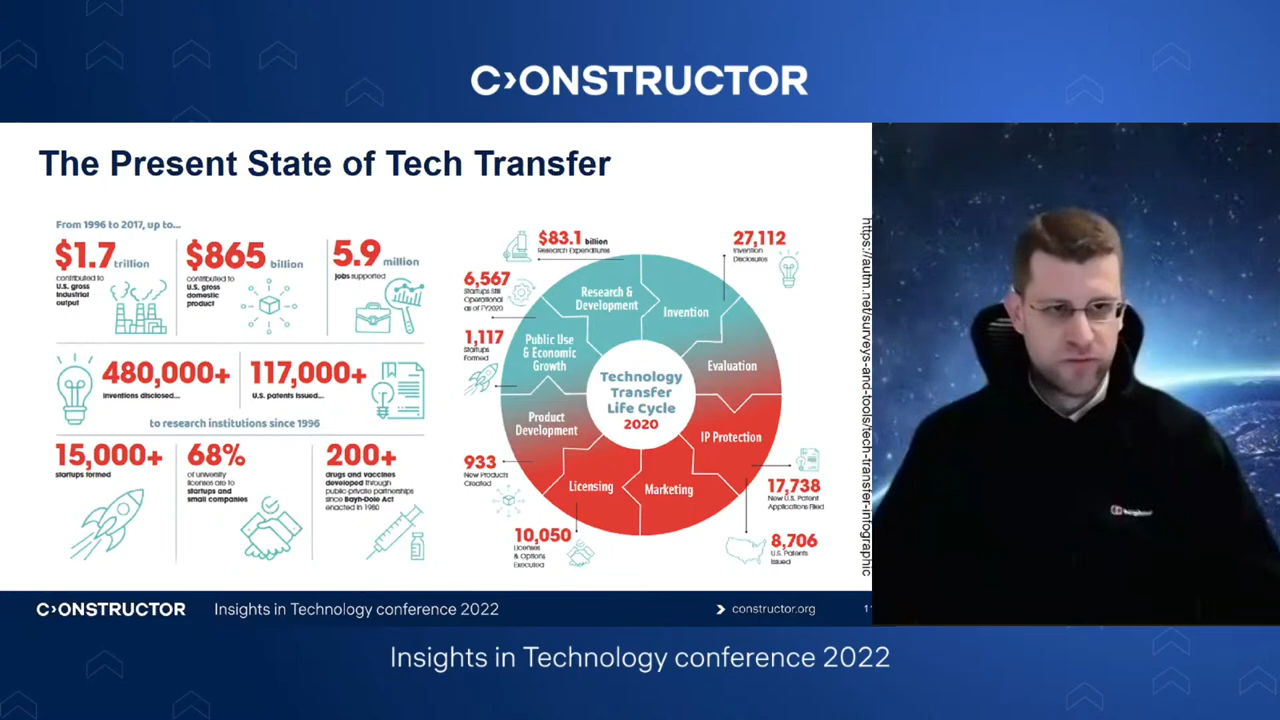 C›ONSTRUCTOR
The Present State of Tech Transfer
From 1996 to 2017, up to...
$1.7 trillion
contributed to
U.S. gross
industrial
output
$865 billion
contributed to
U.S. gross
domestic
product
5.9 million
jobs supported
480,000+
inventions disclosed...
117,000+
U.S. patents issued...
to research institutions since 1996
15,000+
startups formed
68%
of university
licenses are to
startups and
small companies
200+
drugs and vaccines
developed through
public-private partnerships
since Bayh-Dole Act
enacted in 1980
$83.1 billion
Research Expenditures
27,112
Invention
Disclosures
6,567
Startups Still
Operational
as of FY2020
1,117
Startups
Formed
933
New Products
Created
10,050
Licenses
& Options
Executed
17,738
New U.S. Patent
Applications Filed
8,706
U.S. Patents
Issued
Research &
Development
Invention
Evaluation
IP Protection
Marketing
Licensing
Product
Development
Public Use
& Economic
Growth
Technology
Transfer
Life Cycle
2020
https://autm.net/surveys-and-tools/tech-transfer-infographic
C›ONSTRUCTOR
Insights in Technology conference 2022
constructor.org
Insights in Technology conference 2022